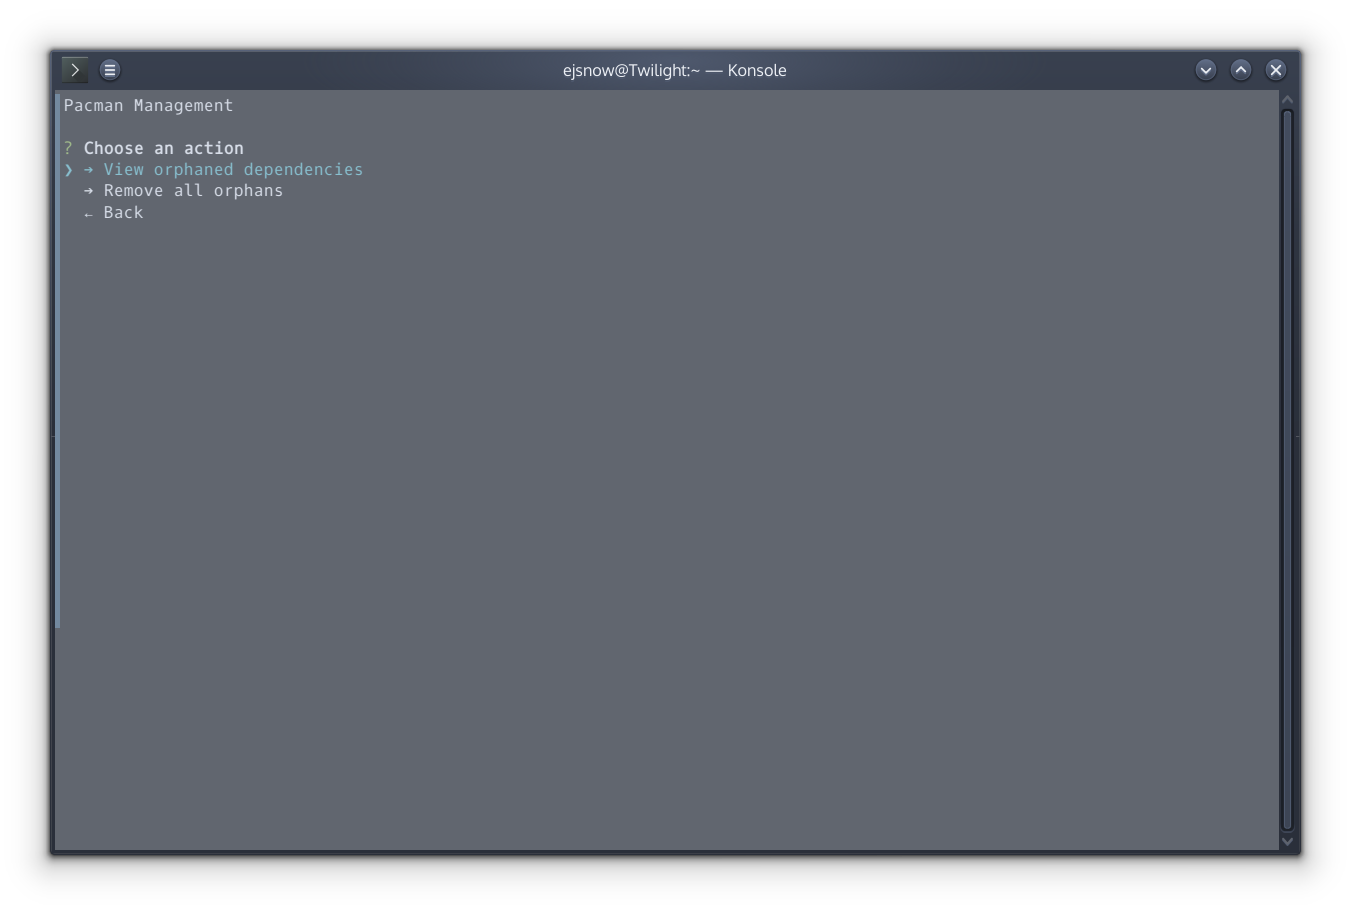 ejsnow@Twilight:~ — Konsole
Pacman Management
? Choose an action
❯ → View orphaned dependencies
→ Remove all orphans
← Back